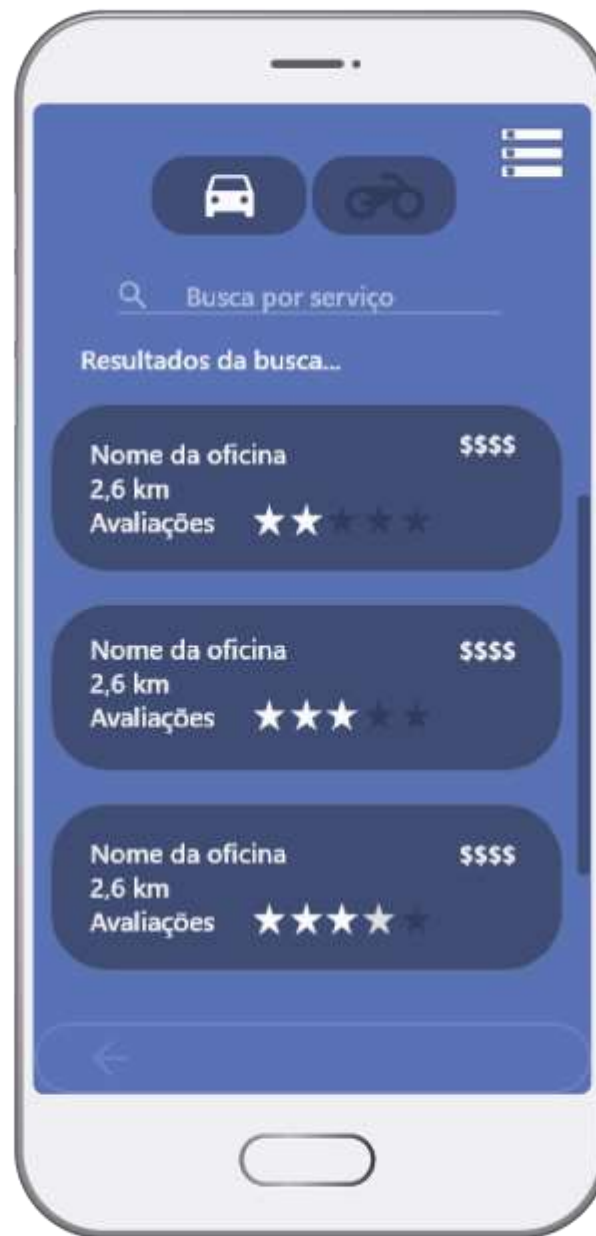 Busca por serviço
Resultados da busca...
Nome da oficina $$$$
2,6 km
Avaliações
Nome da oficina $$$$
2,6 km
Avaliações
Nome da oficina $$$$
2,6 km
Avaliações